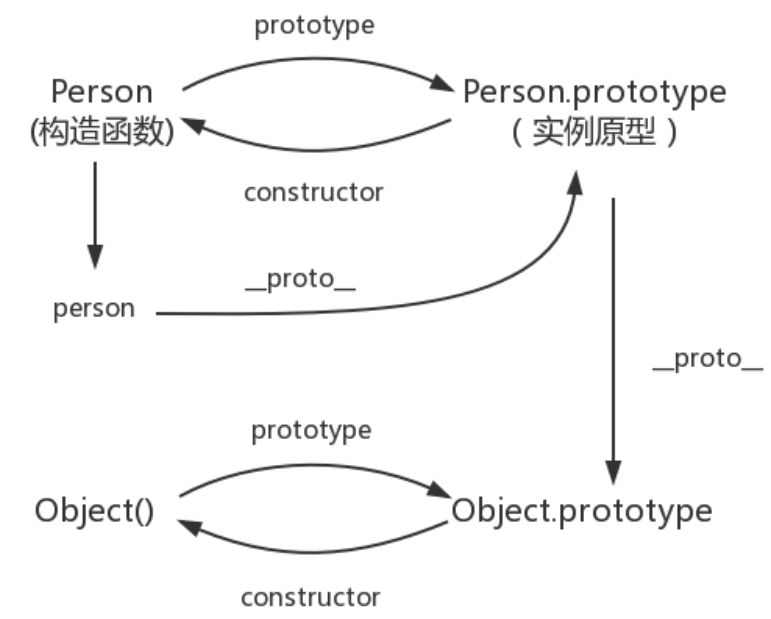 prototype
Person
(构造函数)
Person.prototype
（ 实例原型 ）
constructor
__proto__
person
__proto__
prototype
Object()
Object.prototype
constructor